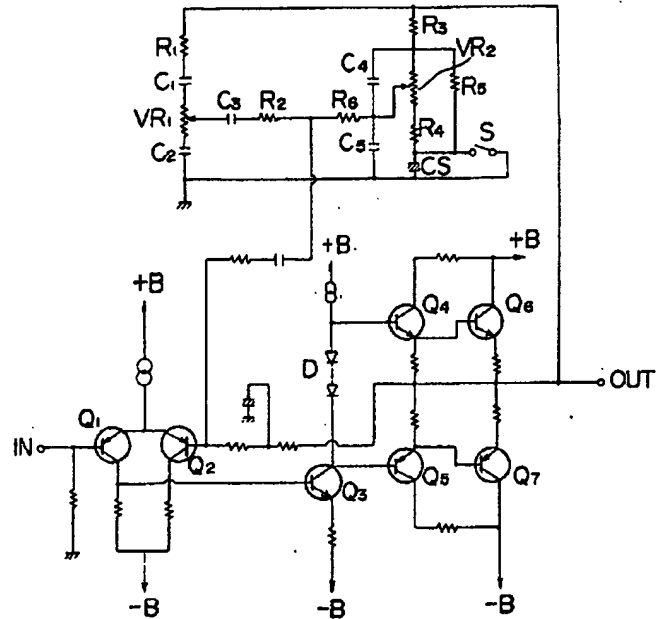 R1
R3
VR2
C1
C4
R5
VR1
C3
R2
R6
C2
C5
R4
S
CS
+B
+B
Q4
Q6
+B
D
OUT
Q1
IN
Q2
Q3
Q5
Q7
-B
-B
-B